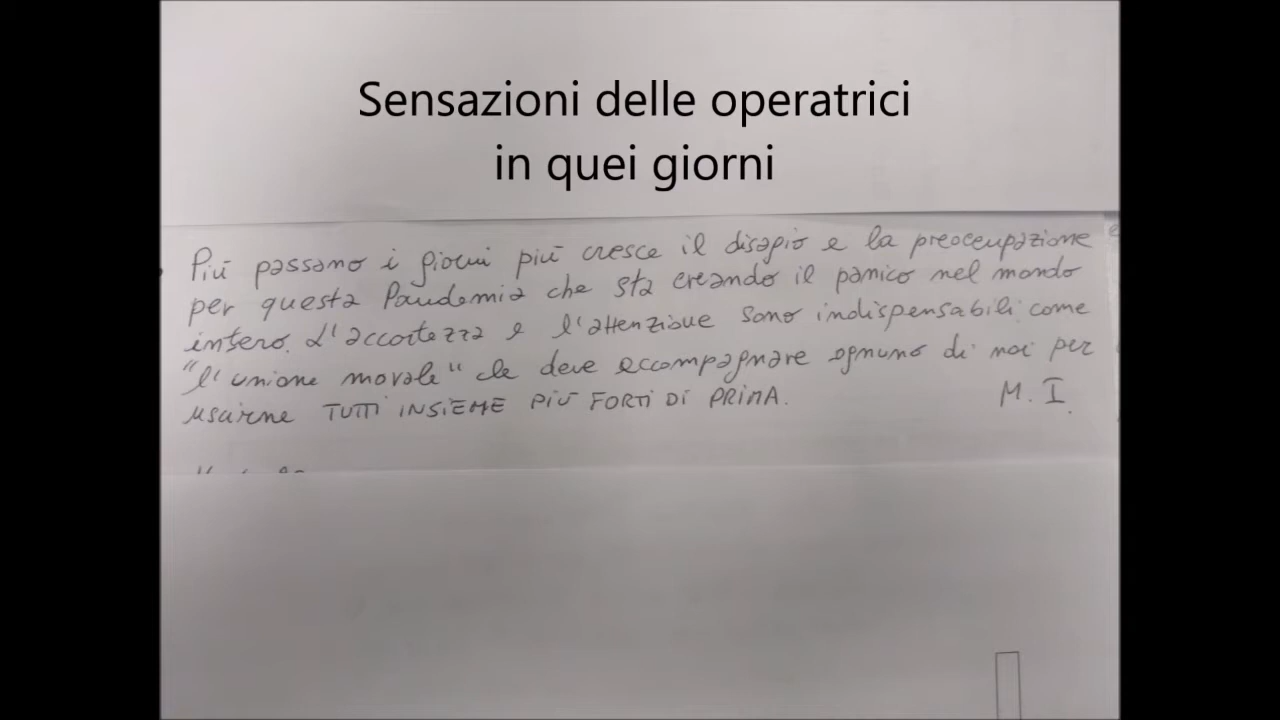 Sensazioni delle operatrici
in quei giorni
Più passano i giorni più cresce il disagio e la preoccupazione
per questa Pandemia che sta creando il panico nel mondo
intero. L'accortezza e l'attenzione sono indispensabili come
"l'unione morale" che deve accompagnare ognuno di noi per
uscirne TUTTI INSIEME PIÙ FORTI DI PRIMA. M. I.